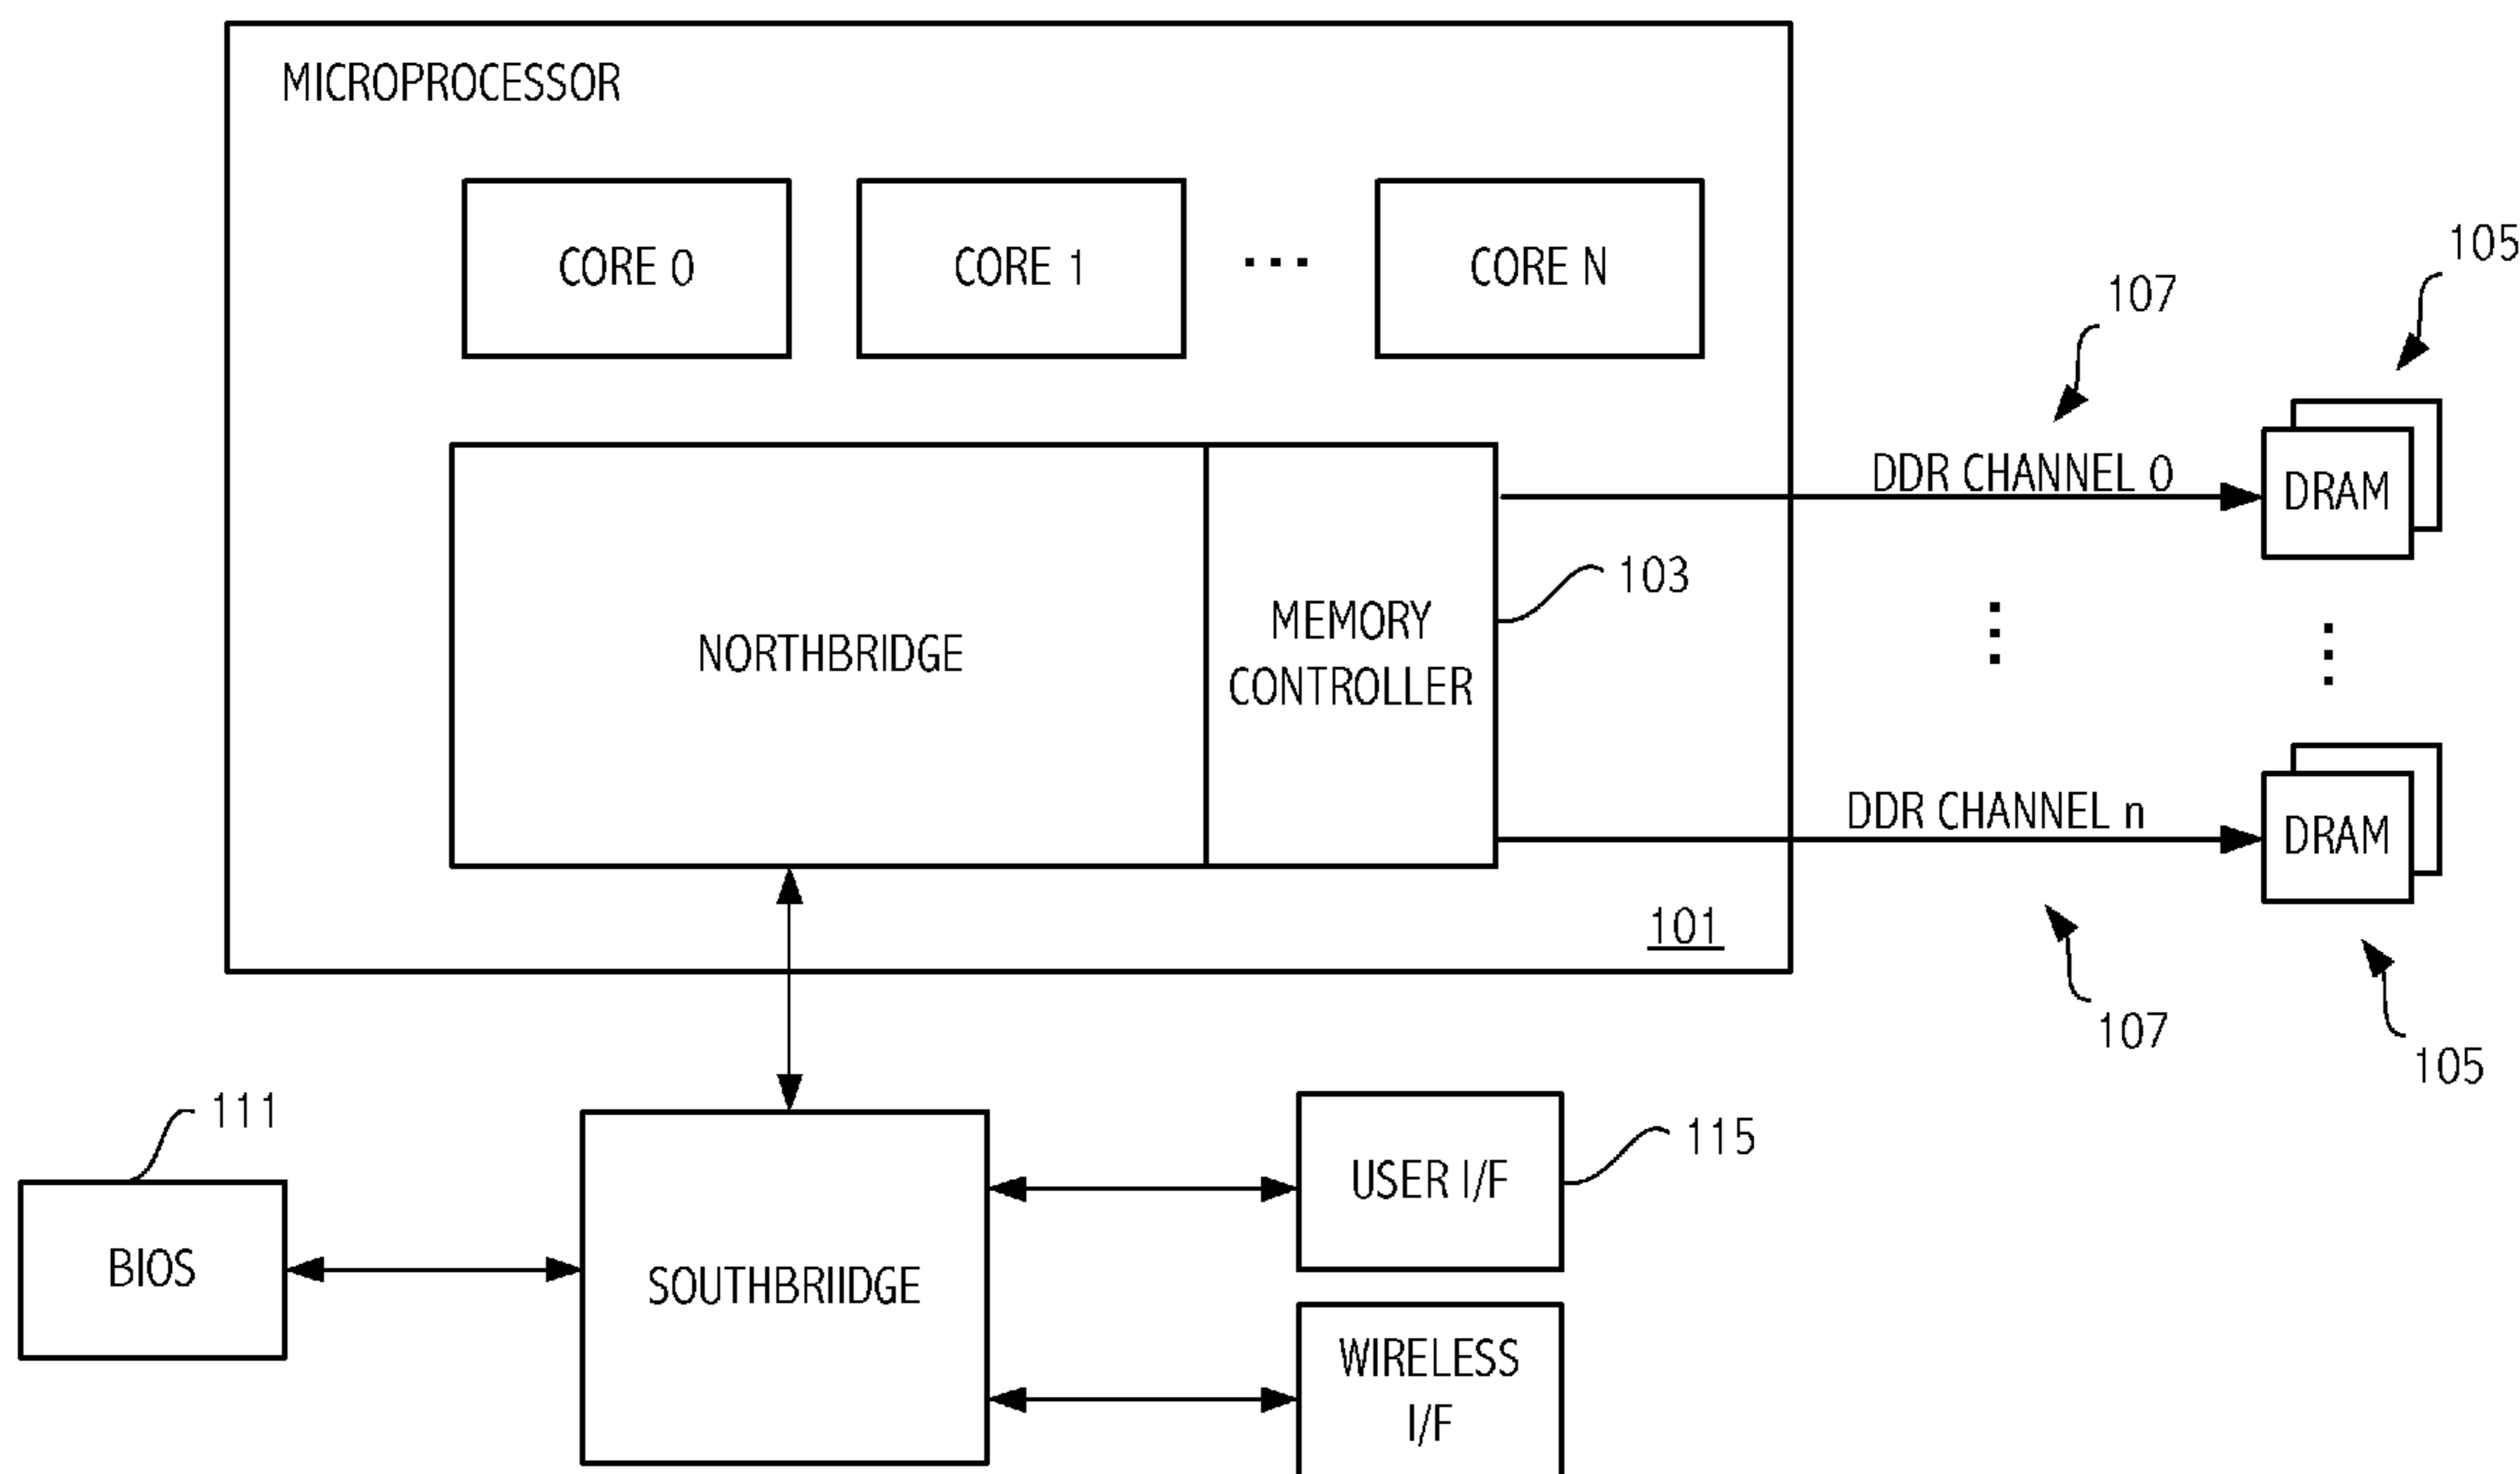 MICROPROCESSOR
CORE 0
CORE 1
...
CORE N
105
107
DDR CHANNEL 0
DRAM
103
NORTHBRIDGE
MEMORY
CONTROLLER
DDR CHANNEL n
DRAM
101
107
105
111
115
USER I/F
BIOS
SOUTHBRIIDGE
WIRELESS
I/F